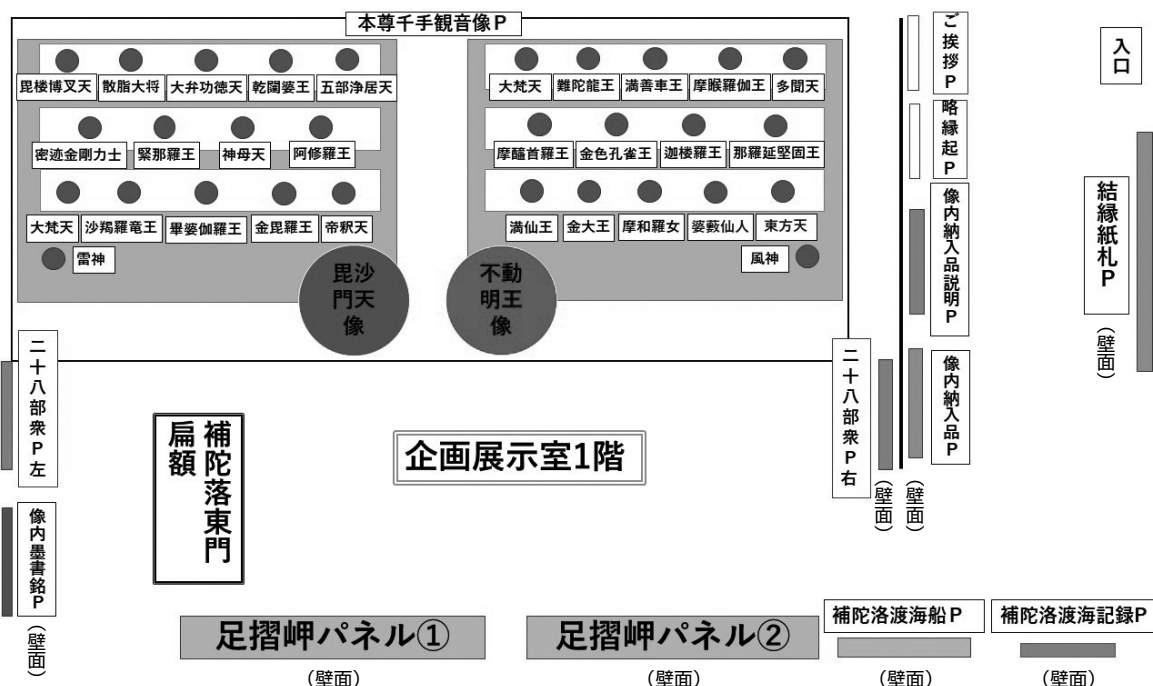 本尊千手観音像P
毘楼博叉天 散脂大将 大弁功徳天 乾闥婆王 五部浄居天
大梵天 難陀龍王 満善車王 摩睺羅伽王 多聞天
密迹金剛力士 緊那羅王 神母天 阿修羅王
摩醯首羅王 金色孔雀王 迦楼羅王 那羅延堅固王
大梵天 沙羯羅竜王 畢婆伽羅王 金毘羅王 帝釈天
満仙王 金大王 摩和羅女 婆藪仙人 東方天
雷神
風神
毘沙
門天
像
不動
明王
像
ご挨拶P
略縁起P
像内納入品説明P
像内納入品P
入口
結縁紙札P
(壁面)
二十八部衆P左
二十八部衆P右
(壁面)
(壁面)
補陀落東門
扁額
企画展示室1階
像内墨書銘P
(壁面)
足摺岬パネル①
(壁面)
足摺岬パネル②
(壁面)
補陀洛渡海船P
(壁面)
補陀洛渡海記録P
(壁面)